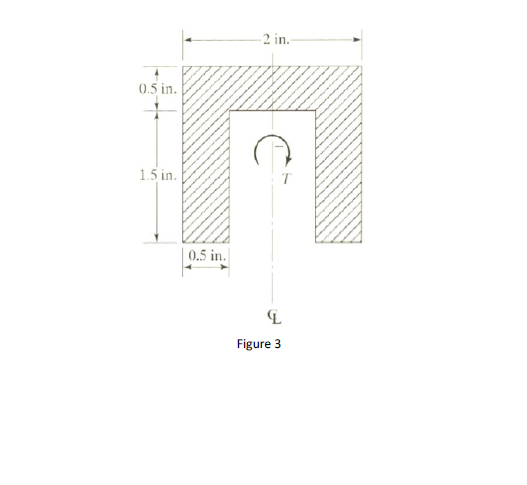 2 in.
0.5 in.
1.5 in.
T
0.5 in.
℄
Figure 3